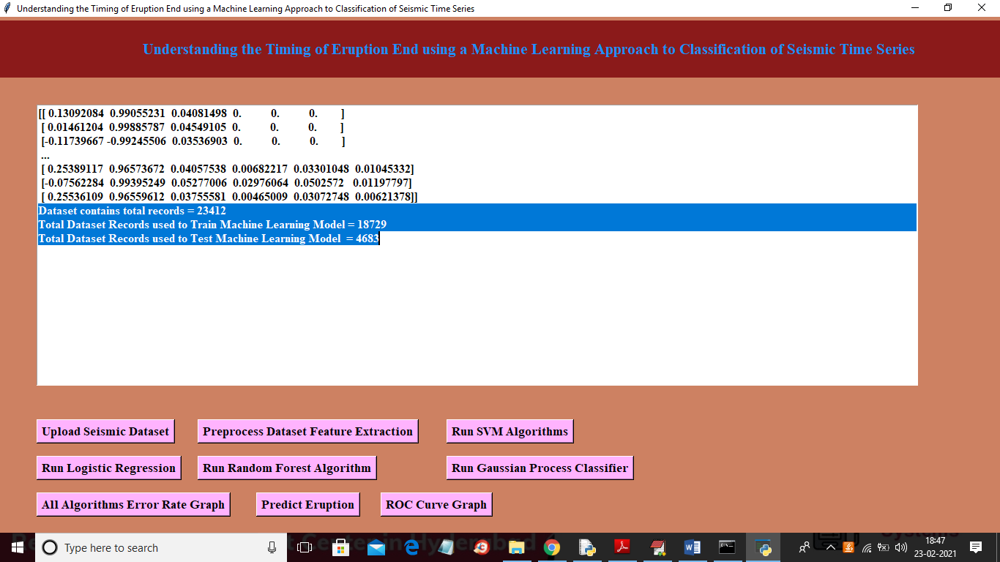 Understanding the Timing of Eruption End using a Machine Learning Approach to Classification of Seismic Time Series
Understanding the Timing of Eruption End using a Machine Learning Approach to Classification of Seismic Time Series
[[ 0.13092084  0.99055231  0.04081498  0.          0.          0.        ]
[ 0.01461204  0.99885787  0.04549105  0.          0.          0.        ]
[-0.11739667 -0.99245506  0.03536903  0.          0.          0.        ]
...
[ 0.25389117  0.96573672  0.04057538  0.00682217  0.03301048  0.01045332]
[-0.07562284  0.99395249  0.05277006  0.02976064  0.0502572   0.01197797]
[ 0.25536109  0.96559612  0.03755581  0.00465009  0.03072748  0.00621378]]
Dataset contains total records = 23412
Total Dataset Records used to Train Machine Learning Model = 18729
Total Dataset Records used to Test Machine Learning Model  = 4683
Upload Seismic Dataset Preprocess Dataset Feature Extraction Run SVM Algorithms
Run Logistic Regression Run Random Forest Algorithm Run Gaussian Process Classifier
All Algorithms Error Rate Graph Predict Eruption ROC Curve Graph
Type here to search
18:47
23-02-2021